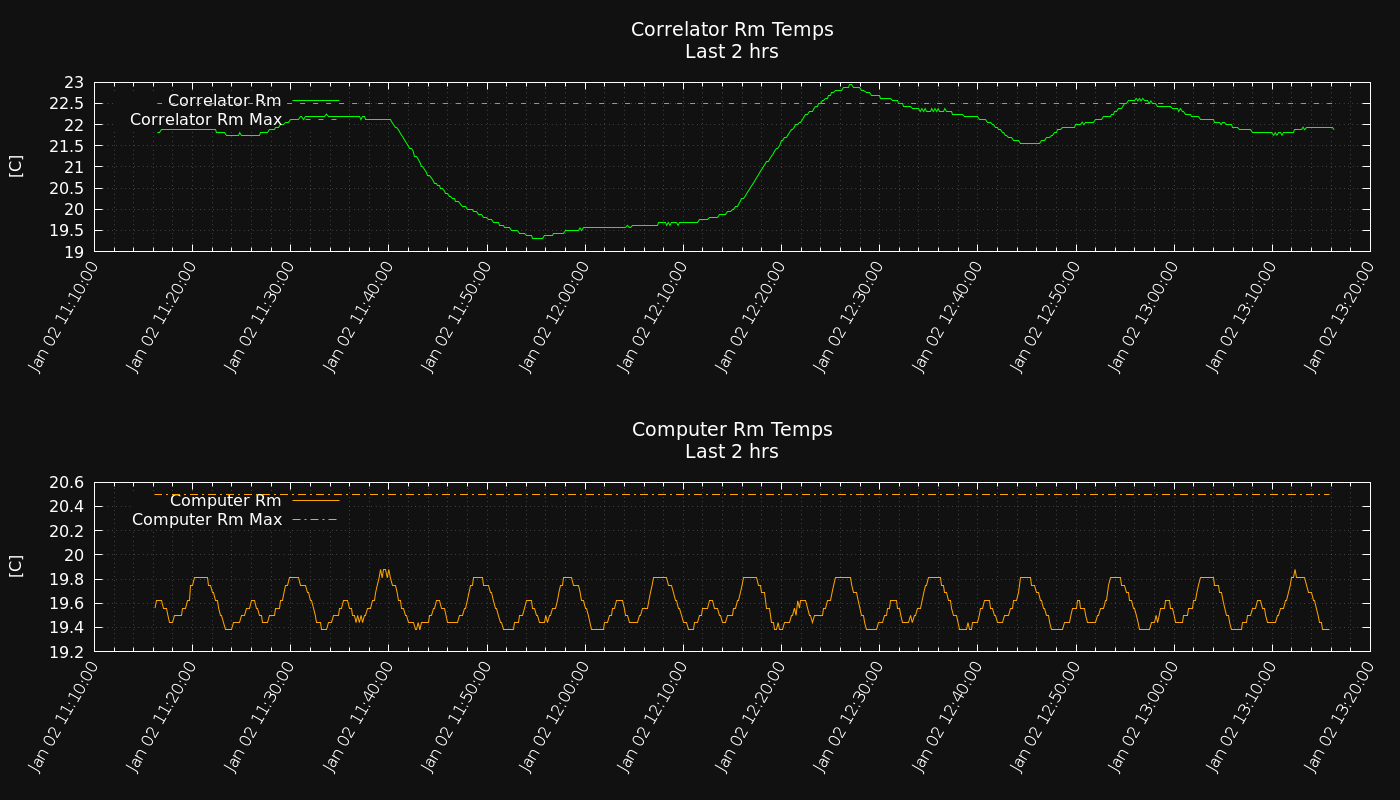 Correlator Rm Temps
Last 2 hrs
23
22.5
22
21.5
21
20.5
20
19.5
19
[C]
Correlator Rm
Correlator Rm Max
Jan 02 11:10:00
Jan 02 11:20:00
Jan 02 11:30:00
Jan 02 11:40:00
Jan 02 11:50:00
Jan 02 12:00:00
Jan 02 12:10:00
Jan 02 12:20:00
Jan 02 12:30:00
Jan 02 12:40:00
Jan 02 12:50:00
Jan 02 13:00:00
Jan 02 13:10:00
Jan 02 13:20:00
Computer Rm Temps
Last 2 hrs
20.6
20.4
20.2
20
19.8
19.6
19.4
19.2
[C]
Computer Rm
Computer Rm Max
Jan 02 11:10:00
Jan 02 11:20:00
Jan 02 11:30:00
Jan 02 11:40:00
Jan 02 11:50:00
Jan 02 12:00:00
Jan 02 12:10:00
Jan 02 12:20:00
Jan 02 12:30:00
Jan 02 12:40:00
Jan 02 12:50:00
Jan 02 13:00:00
Jan 02 13:10:00
Jan 02 13:20:00